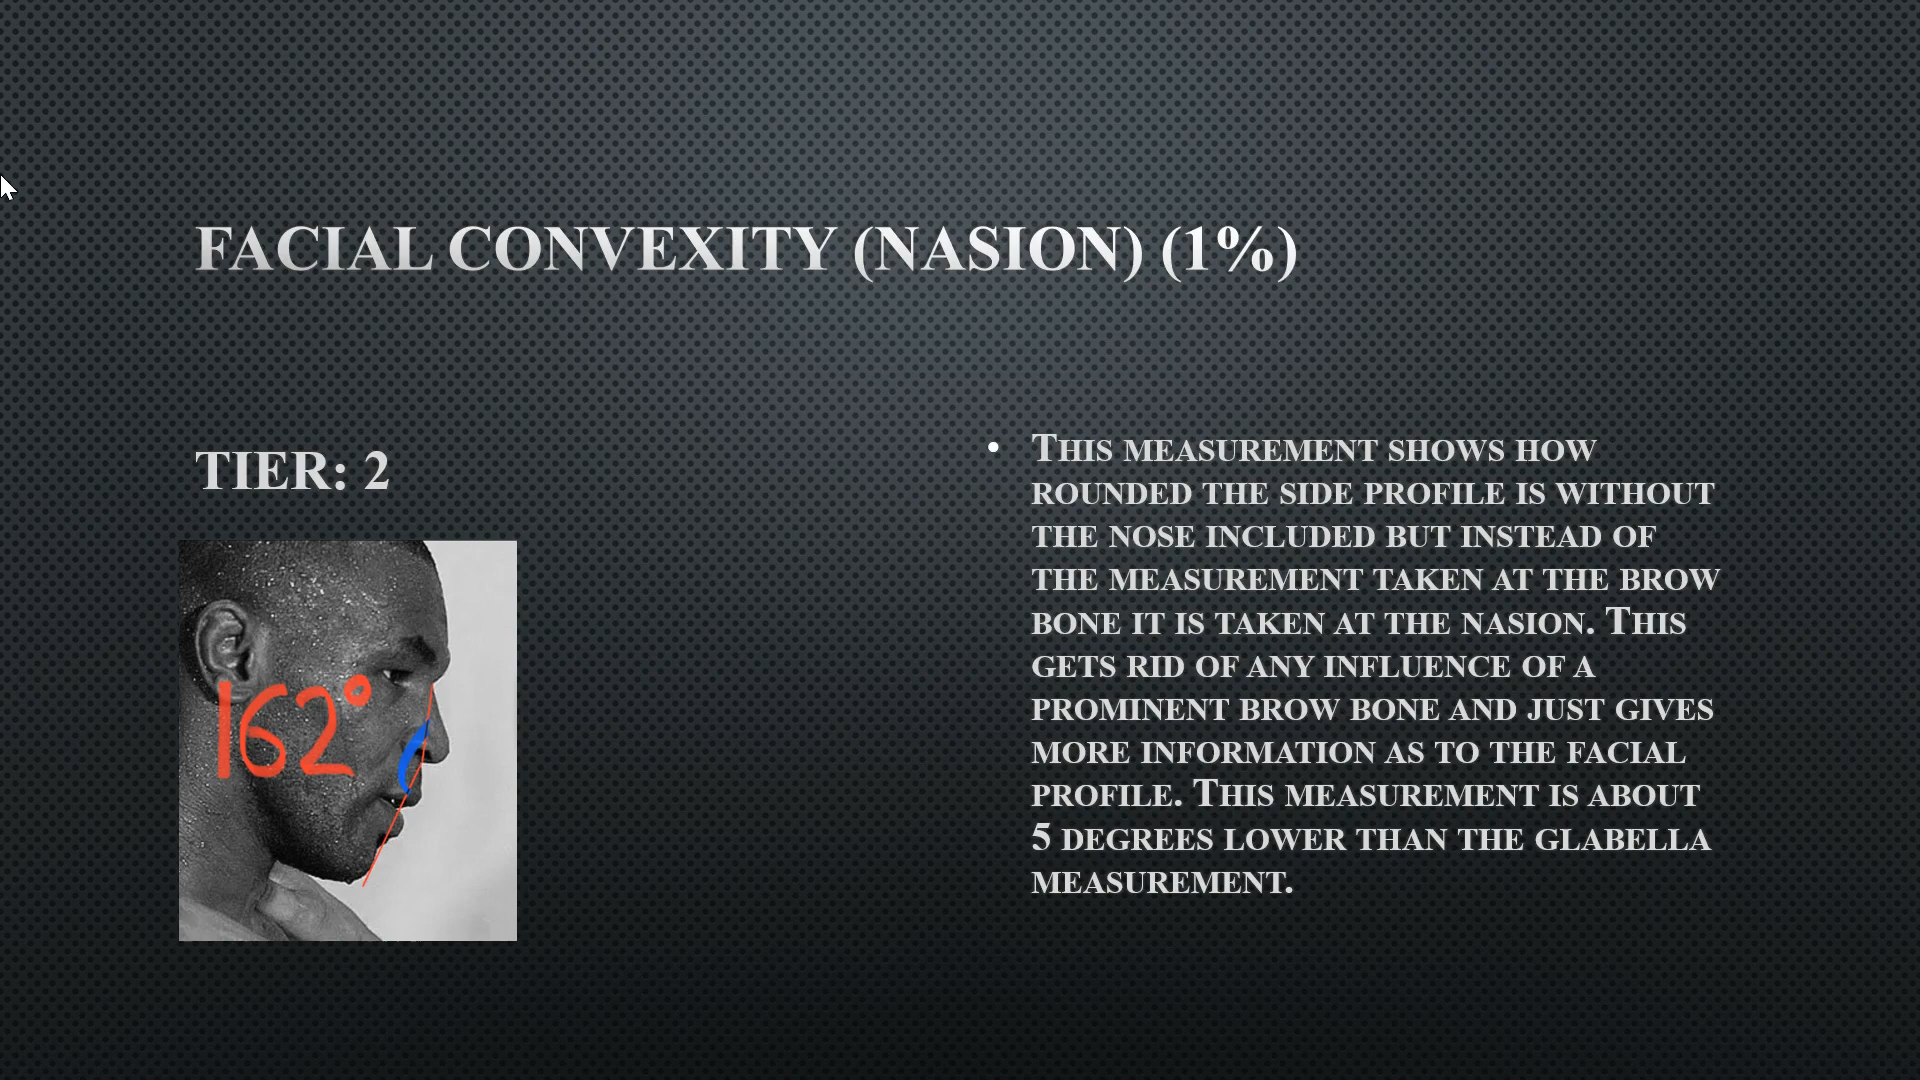 FACIAL CONVEXITY (NASION) (1%)
TIER: 2
162°
• THIS MEASUREMENT SHOWS HOW
ROUNDED THE SIDE PROFILE IS WITHOUT
THE NOSE INCLUDED BUT INSTEAD OF
THE MEASUREMENT TAKEN AT THE BROW
BONE IT IS TAKEN AT THE NASION. THIS
GETS RID OF ANY INFLUENCE OF A
PROMINENT BROW BONE AND JUST GIVES
MORE INFORMATION AS TO THE FACIAL
PROFILE. THIS MEASUREMENT IS ABOUT
5 DEGREES LOWER THAN THE GLABELLA
MEASUREMENT.